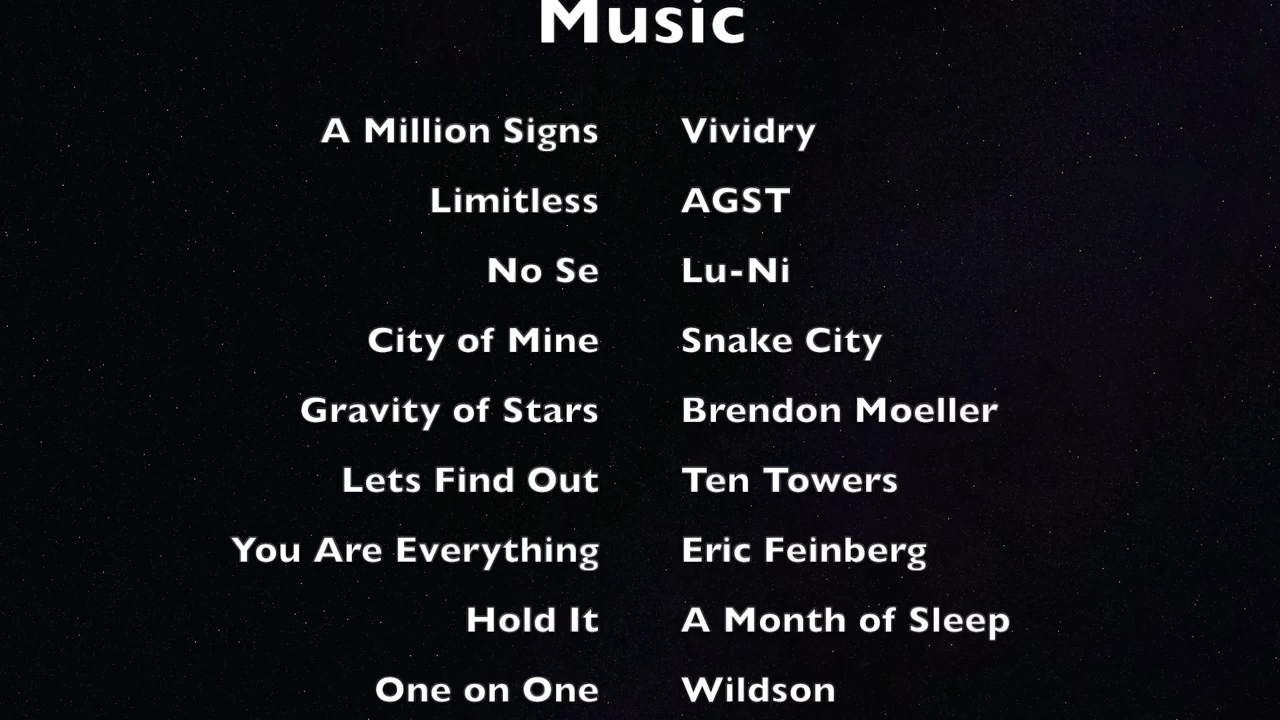 Music
A Million Signs Vividry
Limitless AGST
No Se Lu-Ni
City of Mine Snake City
Gravity of Stars Brendon Moeller
Lets Find Out Ten Towers
You Are Everything Eric Feinberg
Hold It A Month of Sleep
One on One Wildson